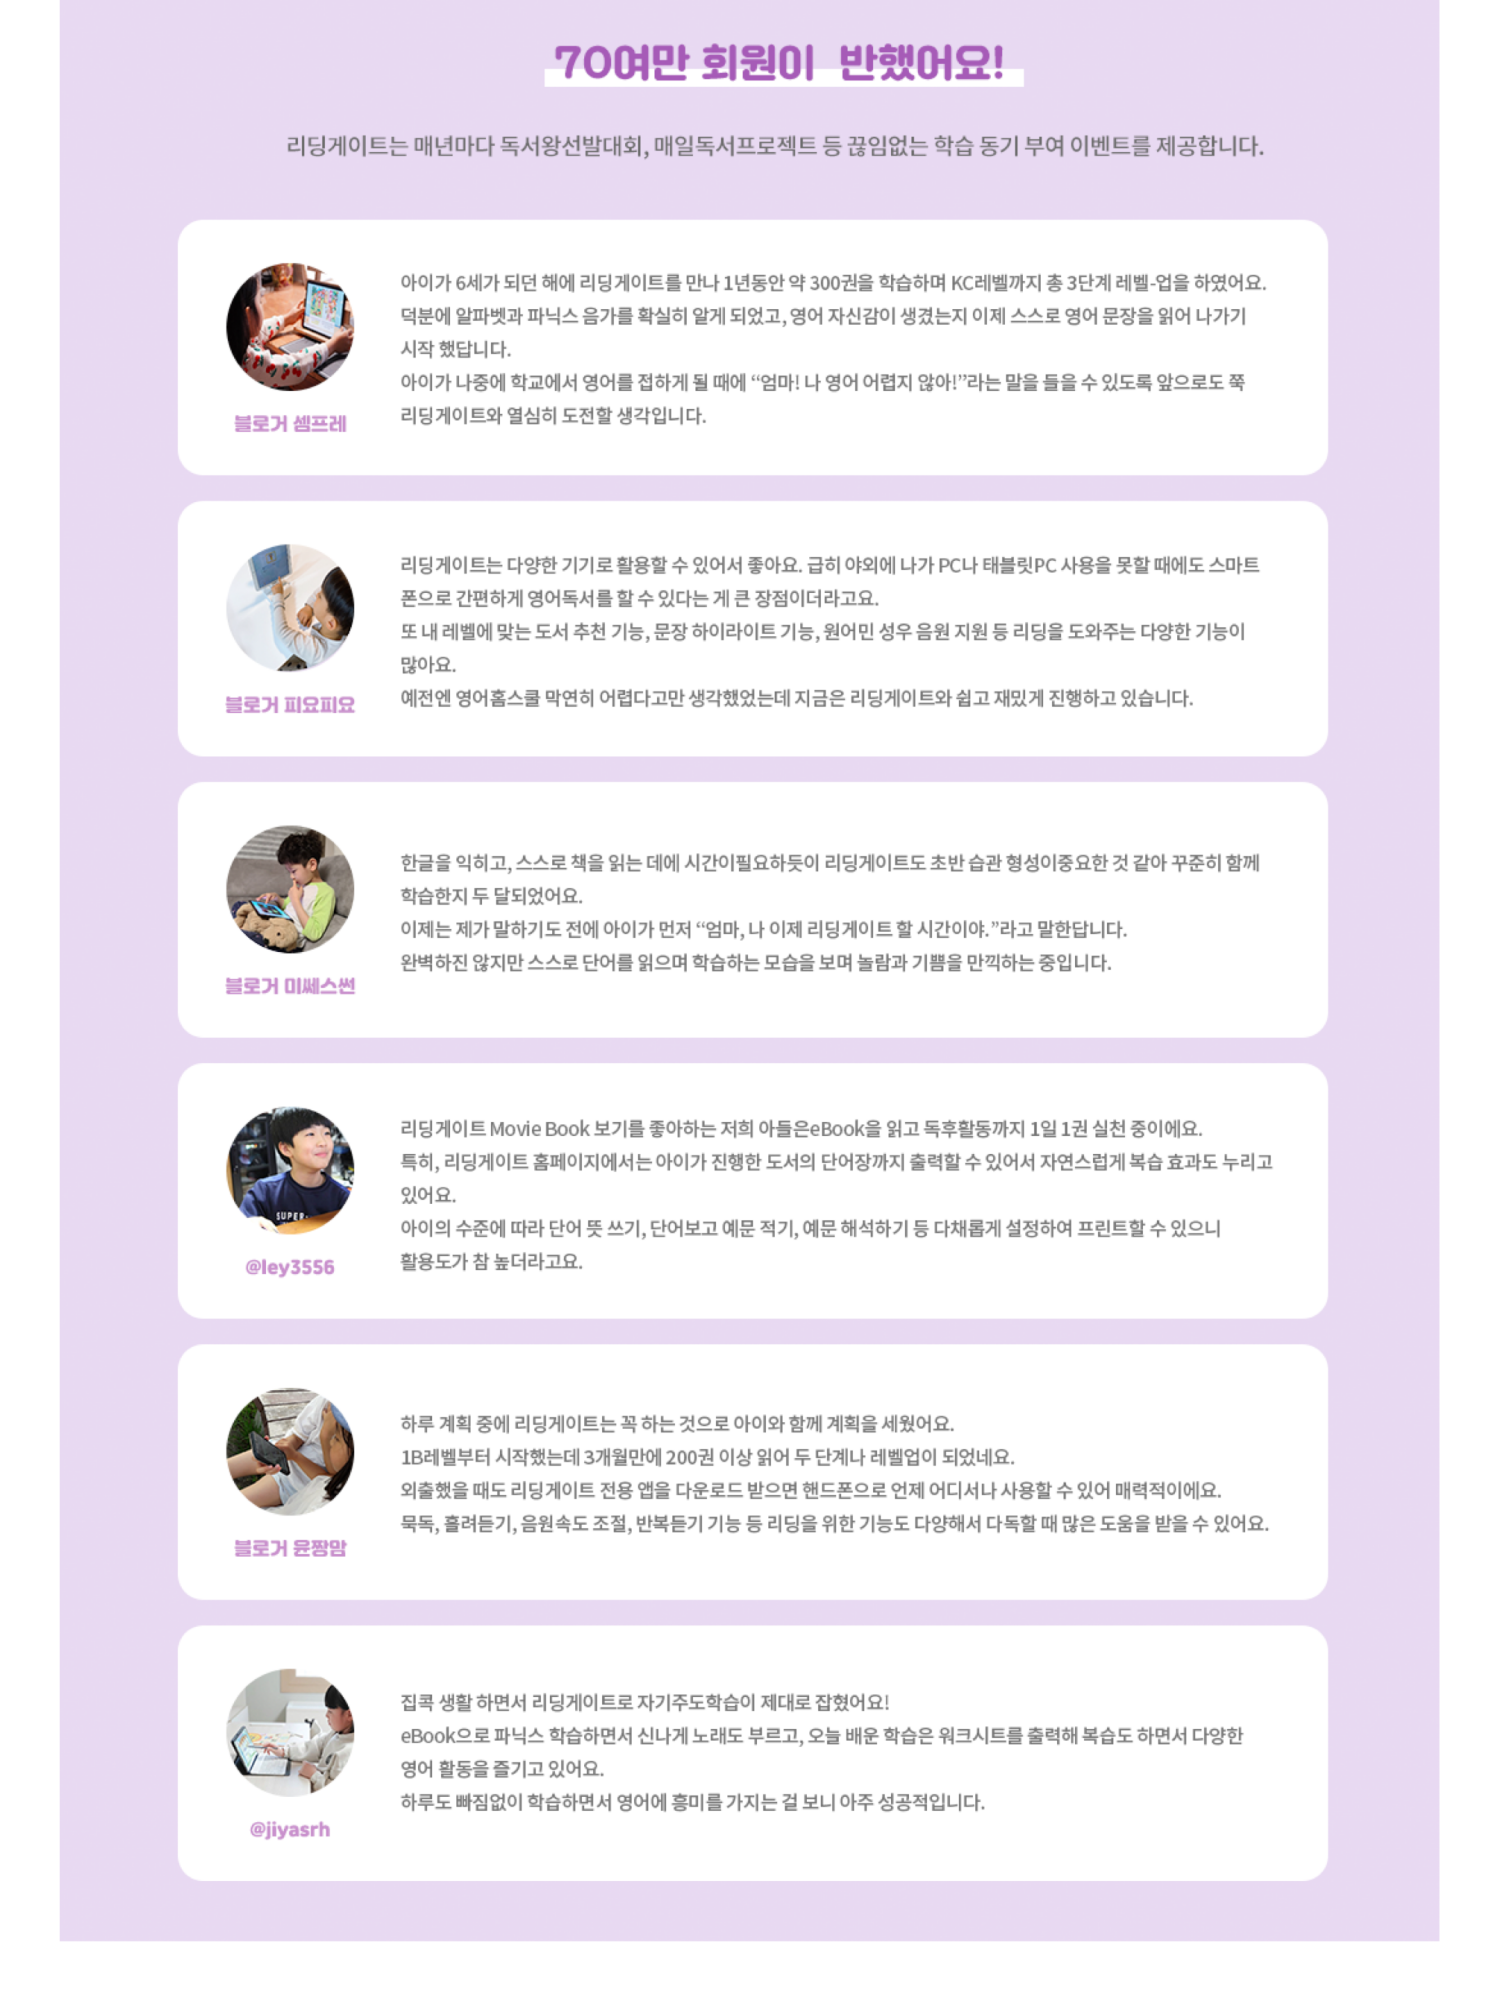 70여만 회원이 반했어요!
리딩게이트는 매년마다 독서왕선발대회, 매일독서프로젝트 등 끊임없는 학습 동기 부여 이벤트를 제공합니다.
아이가 6세가 되던 해에 리딩게이트를 만나 1년동안 약 300권을 학습하며 KC레벨까지 총 3단계 레벨-업을 하였어요.
덕분에 알파벳과 파닉스 음가를 확실히 알게 되었고, 영어 자신감이 생겼는지 이제 스스로 영어 문장을 읽어 나가기
시작 했답니다.
아이가 나중에 학교에서 영어를 접하게 될 때에 “엄마! 나 영어 어렵지 않아!”라는 말을 들을 수 있도록 앞으로도 쭉
리딩게이트와 열심히 도전할 생각입니다.
블로거 셈프레
리딩게이트는 다양한 기기로 활용할 수 있어서 좋아요. 급히 야외에 나가 PC나 태블릿PC 사용을 못할 때에도 스마트
폰으로 간편하게 영어독서를 할 수 있다는 게 큰 장점이더라고요.
또 내 레벨에 맞는 도서 추천 기능, 문장 하이라이트 기능, 원어민 성우 음원 지원 등 리딩을 도와주는 다양한 기능이
많아요.
예전엔 영어홈스쿨 막연히 어렵다고만 생각했었는데 지금은 리딩게이트와 쉽고 재밌게 진행하고 있습니다.
블로거 피요피요
한글을 익히고, 스스로 책을 읽는 데에 시간이필요하듯이 리딩게이트도 초반 습관 형성이중요한 것 같아 꾸준히 함께
학습한지 두 달되었어요.
이제는 제가 말하기도 전에 아이가 먼저 “엄마, 나 이제 리딩게이트 할 시간이야.”라고 말한답니다.
완벽하진 않지만 스스로 단어를 읽으며 학습하는 모습을 보며 놀람과 기쁨을 만끽하는 중입니다.
블로거 미쎄스썬
리딩게이트 Movie Book 보기를 좋아하는 저희 아들은eBook을 읽고 독후활동까지 1일 1권 실천 중이에요.
특히, 리딩게이트 홈페이지에서는 아이가 진행한 도서의 단어장까지 출력할 수 있어서 자연스럽게 복습 효과도 누리고
있어요.
아이의 수준에 따라 단어 뜻 쓰기, 단어보고 예문 적기, 예문 해석하기 등 다채롭게 설정하여 프린트할 수 있으니
활용도가 참 높더라고요.
SUPER-
@ley3556
하루 계획 중에 리딩게이트는 꼭 하는 것으로 아이와 함께 계획을 세웠어요.
1B레벨부터 시작했는데 3개월만에 200권 이상 읽어 두 단계나 레벨업이 되었네요.
외출했을 때도 리딩게이트 전용 앱을 다운로드 받으면 핸드폰으로 언제 어디서나 사용할 수 있어 매력적이에요.
묵독, 흘려듣기, 음원속도 조절, 반복듣기 기능 등 리딩을 위한 기능도 다양해서 다독할 때 많은 도움을 받을 수 있어요.
블로거 윤짱맘
집콕 생활 하면서 리딩게이트로 자기주도학습이 제대로 잡혔어요!
eBook으로 파닉스 학습하면서 신나게 노래도 부르고, 오늘 배운 학습은 워크시트를 출력해 복습도 하면서 다양한
영어 활동을 즐기고 있어요.
하루도 빠짐없이 학습하면서 영어에 흥미를 가지는 걸 보니 아주 성공적입니다.
@jiyasrh